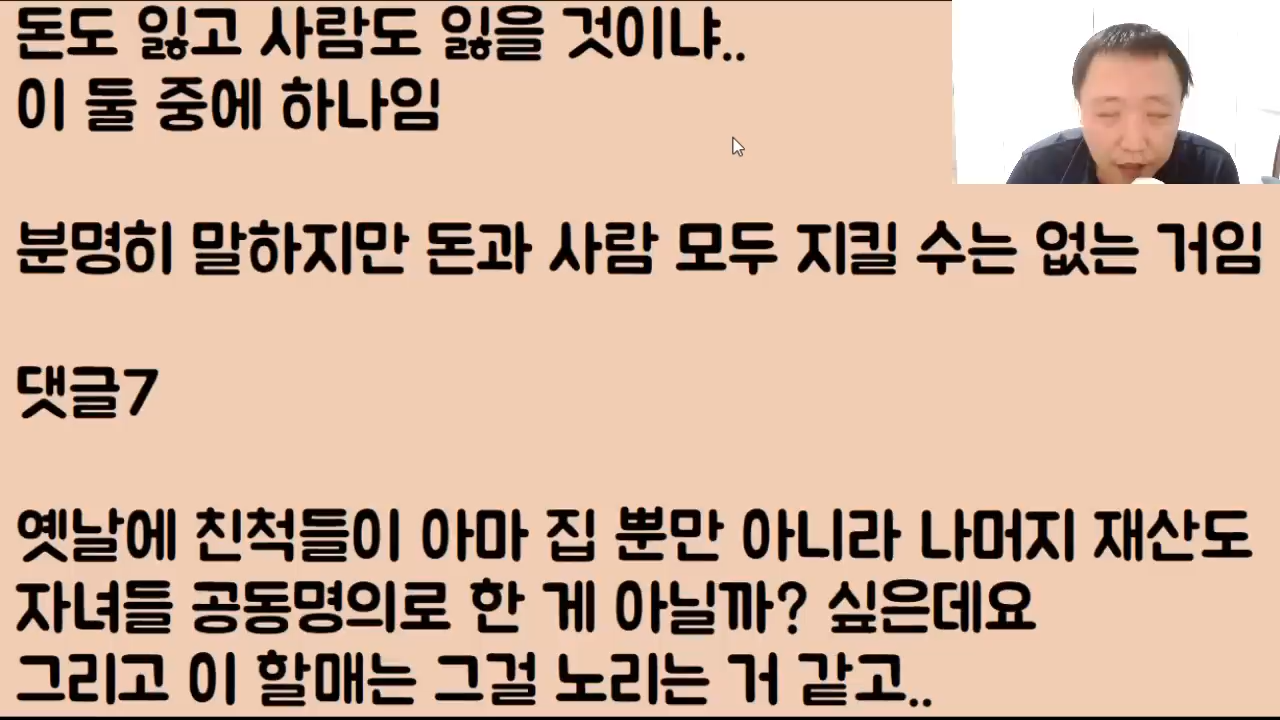 돈도 잃고 사람도 잃을 것이냐..
이 둘 중에 하나임
분명히 말하지만 돈과 사람 모두 지킬 수는 없는 거임
댓글7
옛날에 친척들이 아마 집 뿐만 아니라 나머지 재산도
자녀들 공동명의로 한 게 아닐까? 싶은데요
그리고 이 할매는 그걸 노리는 거 같고..